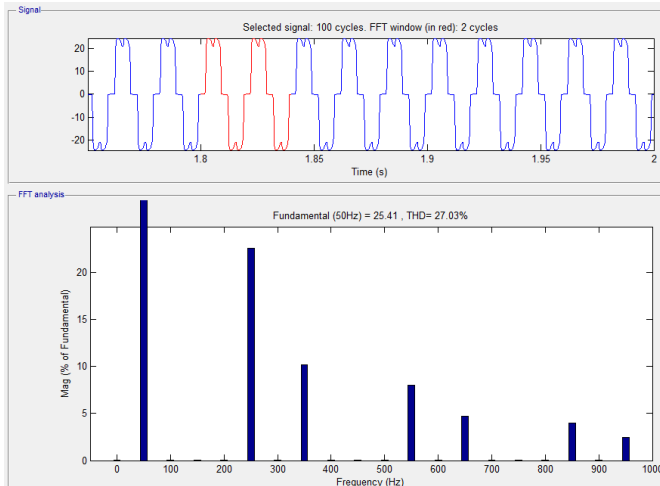 Signal
Selected signal: 100 cycles. FFT window (in red): 2 cycles
20
10
0
-10
-20
1.8 1.85 1.9 1.95 2
Time (s)
FFT analysis
Fundamental (50Hz) = 25.41 , THD= 27.03%
Mag (% of Fundamental)
20
15
10
5
0
0 100 200 300 400 500 600 700 800 900 1000
Frequency (Hz)